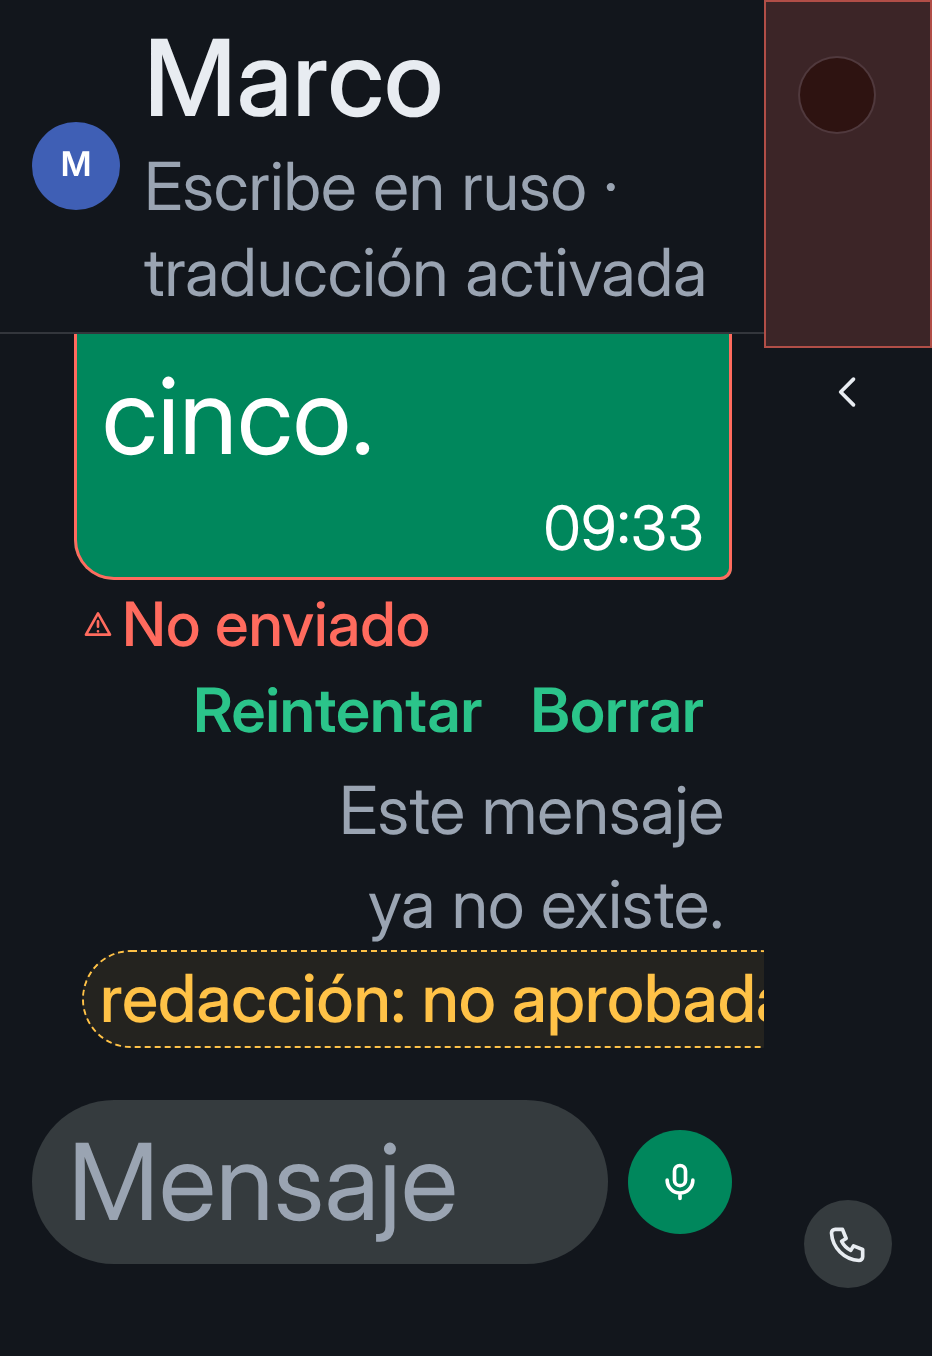 Marco
M
Escribe en ruso ·
traducción activada
cinco.
09:33
No enviado
Reintentar Borrar
Este mensaje
ya no existe.
redacción: no aprobada
Mensaje